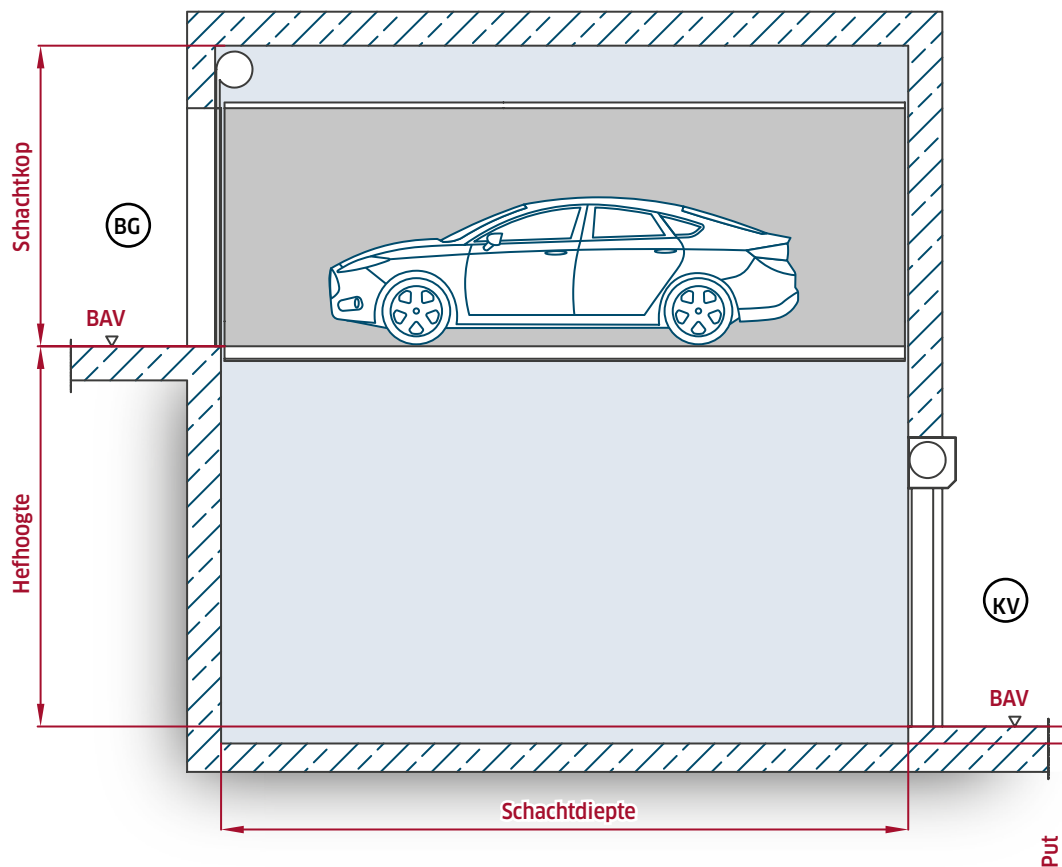 Schachtkop
BG
BAV
Hefhoogte
KV
BAV
Schachtdiepte
Put